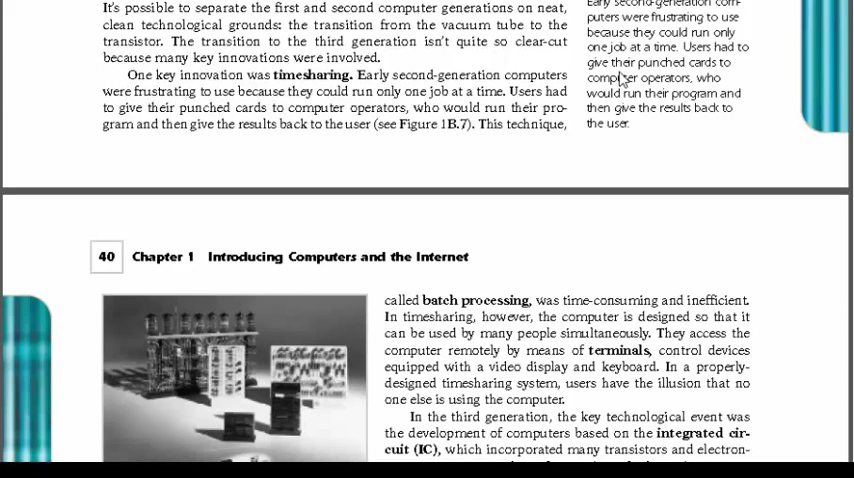 It's possible to separate the first and second computer generations on neat,
clean technological grounds: the transition from the vacuum tube to the
transistor. The transition to the third generation isn't quite so clear-cut
because many key innovations were involved.
One key innovation was timesharing. Early second-generation computers
were frustrating to use because they could run only one job at a time. Users had
to give their punched cards to computer operators, who would run their pro-
gram and then give the results back to the user (see Figure 1B.7). This technique,
Early second-generation com-
puters were frustrating to use
because they could run only
one job at a time. Users had to
give their punched cards to
computer operators, who
would run their program and
then give the results back to
the user.
40 Chapter 1 Introducing Computers and the Internet
called batch processing, was time-consuming and inefficient.
In timesharing, however, the computer is designed so that it
can be used by many people simultaneously. They access the
computer remotely by means of terminals, control devices
equipped with a video display and keyboard. In a properly-
designed timesharing system, users have the illusion that no
one else is using the computer.
In the third generation, the key technological event was
the development of computers based on the integrated cir-
cuit (IC), which incorporated many transistors and electron-